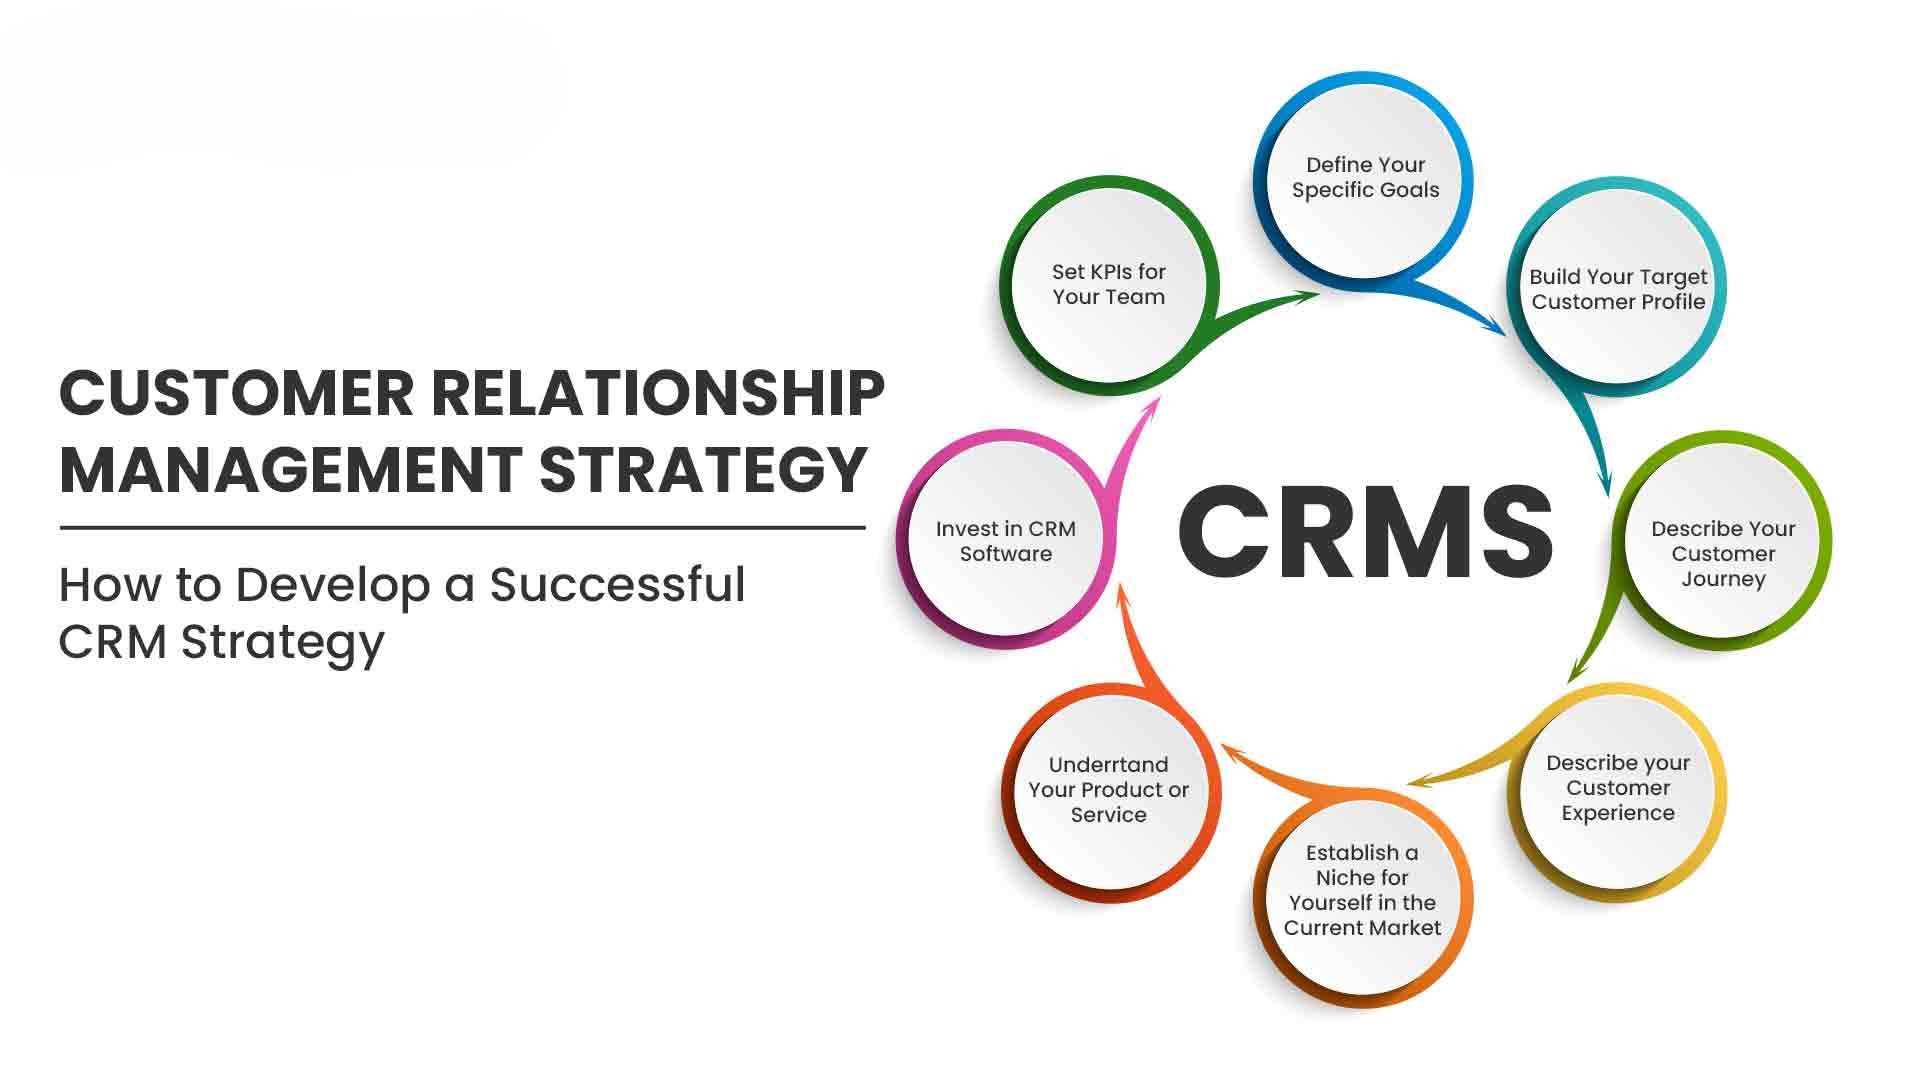 CUSTOMER RELATIONSHIP
MANAGEMENT STRATEGY
How to Develop a Successful
CRM Strategy
CRMS
Define Your
Specific Goals
Build Your Target
Customer Profile
Describe Your
Customer
Journey
Describe your
Customer
Experience
Establish a
Niche for
Yourself in the
Current Market
Underrtand
Your Product or
Service
Invest in CRM
Software
Set KPIs for
Your Team